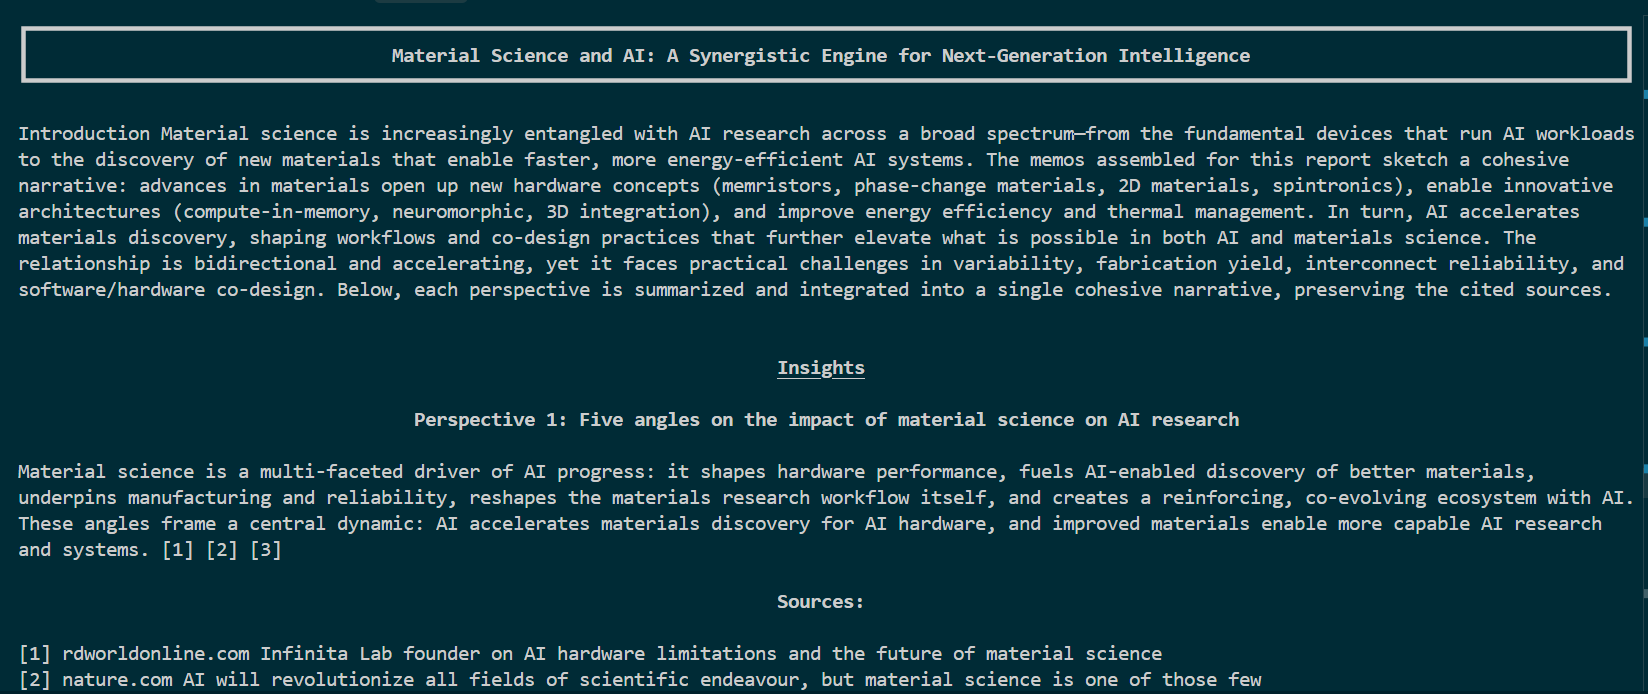 Material Science and AI: A Synergistic Engine for Next-Generation Intelligence
Introduction Material science is increasingly entangled with AI research across a broad spectrum—from the fundamental devices that run AI workloads
to the discovery of new materials that enable faster, more energy-efficient AI systems. The memos assembled for this report sketch a cohesive
narrative: advances in materials open up new hardware concepts (memristors, phase-change materials, 2D materials, spintronics), enable innovative
architectures (compute-in-memory, neuromorphic, 3D integration), and improve energy efficiency and thermal management. In turn, AI accelerates
materials discovery, shaping workflows and co-design practices that further elevate what is possible in both AI and materials science. The
relationship is bidirectional and accelerating, yet it faces practical challenges in variability, fabrication yield, interconnect reliability, and
software/hardware co-design. Below, each perspective is summarized and integrated into a single cohesive narrative, preserving the cited sources.
Insights
Perspective 1: Five angles on the impact of material science on AI research
Material science is a multi-faceted driver of AI progress: it shapes hardware performance, fuels AI-enabled discovery of better materials,
underpins manufacturing and reliability, reshapes the materials research workflow itself, and creates a reinforcing, co-evolving ecosystem with AI.
These angles frame a central dynamic: AI accelerates materials discovery for AI hardware, and improved materials enable more capable AI research
and systems. [1] [2] [3]
Sources:
[1] rdworldonline.com Infinita Lab founder on AI hardware limitations and the future of material science
[2] nature.com AI will revolutionize all fields of scientific endeavour, but material science is one of those few